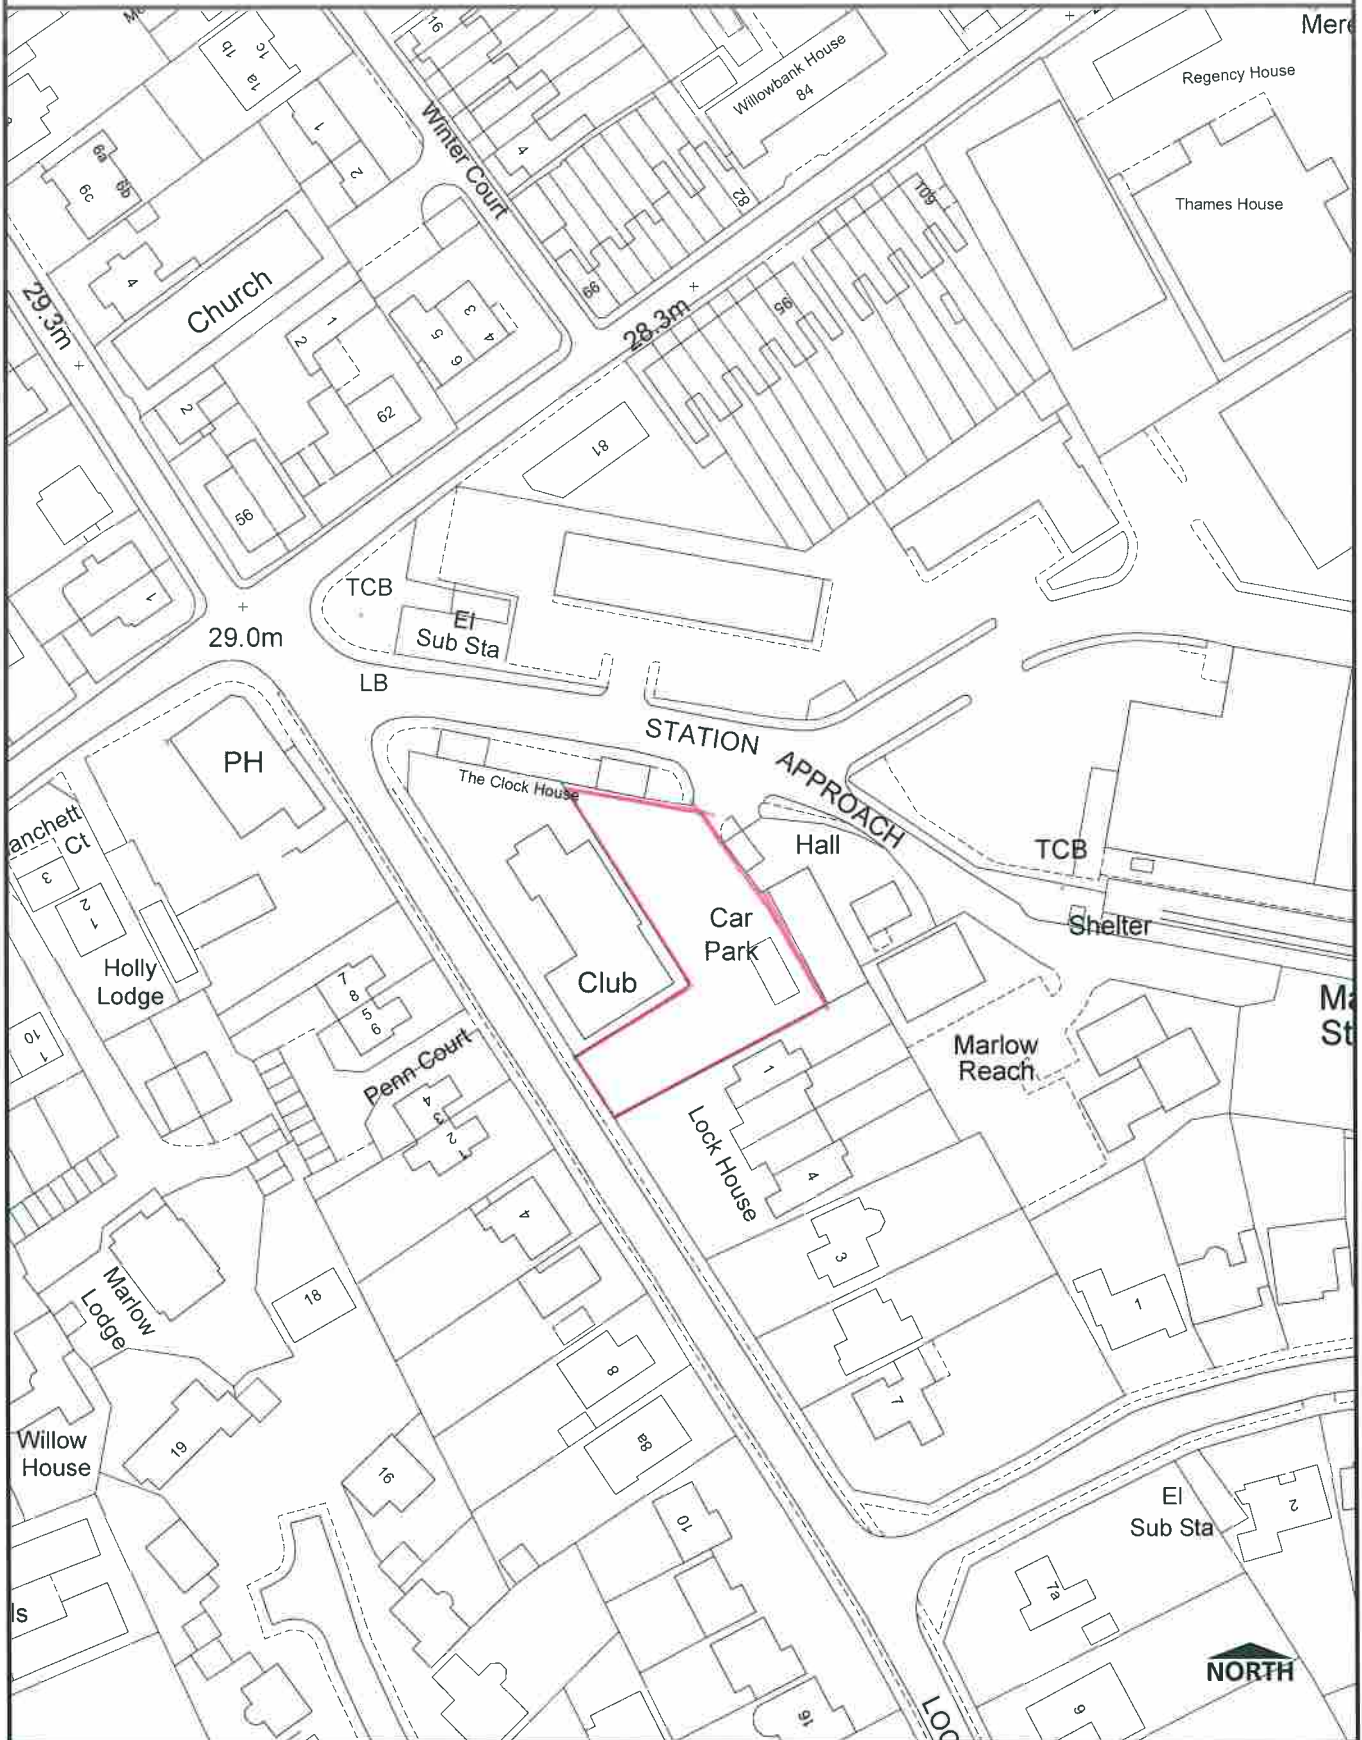 Mere
Regency House
Willowbank House
84
16
1b
1c
1a
1
2
4
Winter Court
6a
6b
6c
Thames House
109
82
4
Church
66
29.3m
28.3m
95
1
2
3
4
5
6
2
62
81
56
1
TCB
El
Sub Sta
29.0m
LB
STATION APPROACH
PH
The Clock House
Hall
TCB
anchett
Ct
3
2
1
Car
Park
Shelter
Holly
Lodge
Club
7
8
5
6
Ma
St
10
1
Penn Court
Marlow
Reach
1
4
3
2
1
Lock House
4
4
3
Marlow
Lodge
18
1
8
7
Willow
House
19
8a
16
El
Sub Sta
2
10
7a
ls
NORTH
LOC
9
16